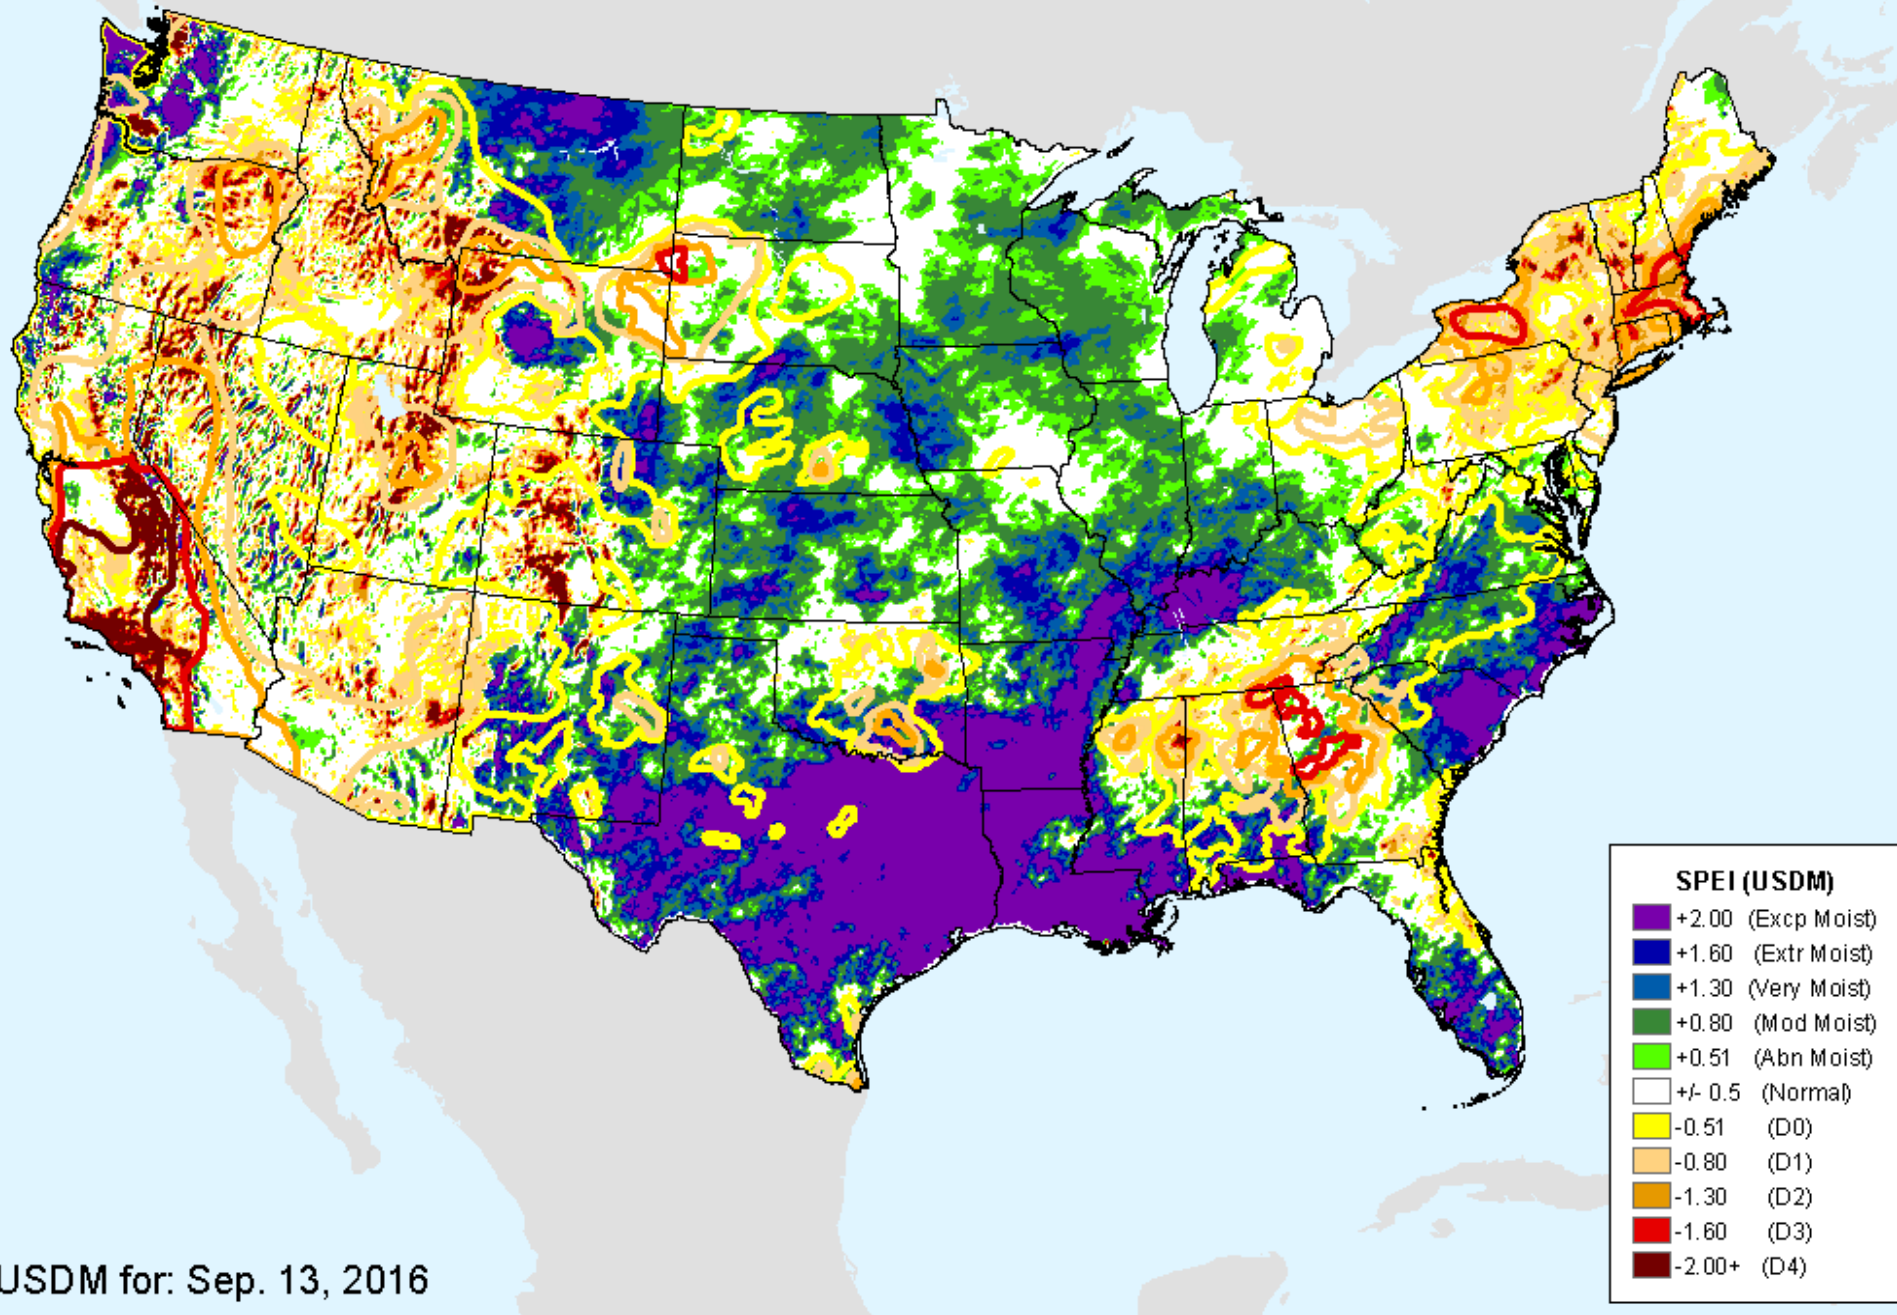 SPEI (USDM)
+2.00 (Excp Moist)
+1.60 (Extr Moist)
+1.30 (Very Moist)
+0.80 (Mod Moist)
+0.51 (Abn Moist)
+/- 0.5 (Normal)
-0.51 (D0)
-0.80 (D1)
-1.30 (D2)
-1.60 (D3)
-2.00+ (D4)
USDM for: Sep. 13, 2016